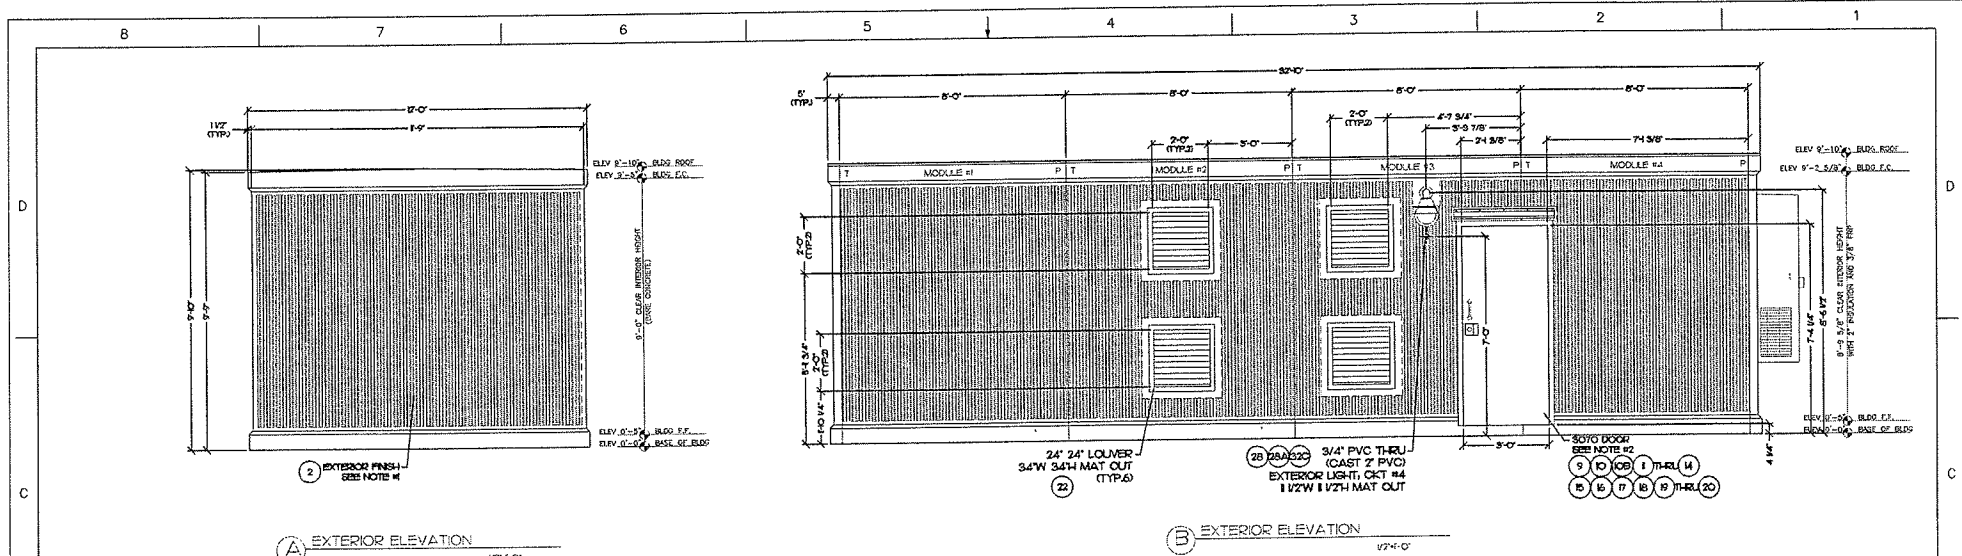 8 7 6 5 4 3 2 1
D
C
12'-0"
11'-9"
1 1/2"
(TYP.)
9'-10"
9'-9"
ELEV 9'-10" BLDG ROOF
ELEV 9'-5" BLDG F.C.
9'-0" CLEAR INTERIOR HEIGHT
(BARE CONCRETE)
ELEV 0'-5" BLDG F.F.
ELEV 0'-0" BASE OF BLDG
2 EXTERIOR FINISH
SEE NOTE #1
A EXTERIOR ELEVATION
32'-10"
5"
(TYP.)
8'-0" 8'-0" 8'-0" 8'-0"
2'-0"
(TYP.2)
4'-7 3/4"
3'-3 7/8"
2'-0"
(TYP.2)
3'-0"
2'-1 3/8"
7'-1 3/8"
T MODULE #1 P T MODULE #2 P T MODULE #3 P T MODULE #4 P
ELEV 9'-10" BLDG ROOF
ELEV 9'-2 5/8" BLDG F.C.
2'-0"
(TYP.2)
2'-0"
(TYP.2)
5'-11 3/4"
1'-10 1/4"
7'-0"
7'-4 1/4"
8'-6 1/2"
8'-9 5/8" CLEAR INTERIOR HEIGHT
WITH 2" INSULATION AND 3/8" FRP
ELEV 0'-5" BLDG F.F.
ELEV 0'-0" BASE OF BLDG
3'-0"
4 1/4"
24" 24" LOUVER
34"W 34"H MAT OUT
(TYP.6)
22
28 28A 32C
3/4" PVC THRU
(CAST 2" PVC)
EXTERIOR LIGHT, CKT #4
11 1/2"W 11 1/2"H MAT OUT
3070 DOOR
SEE NOTE #2
9 10 10B 11 THRU 14
15 16 17 18 19 THRU 20
B EXTERIOR ELEVATION
1/2"=1'-0"